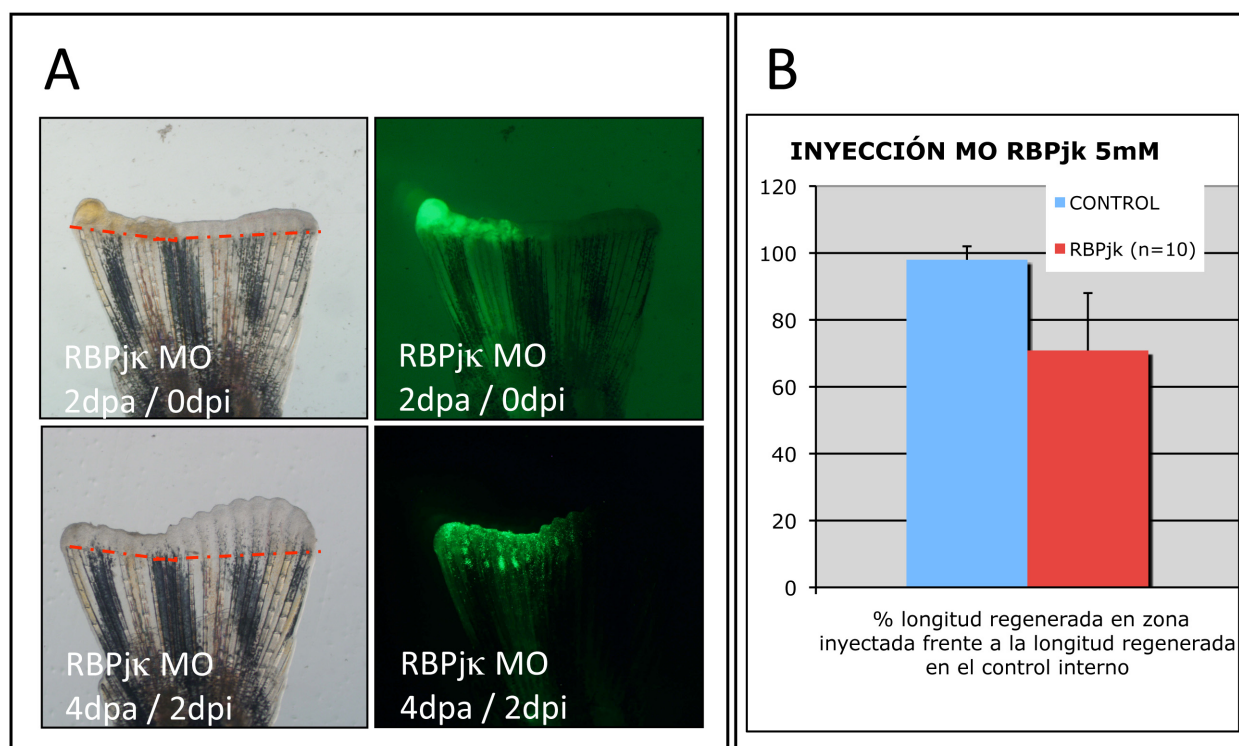 A
RBPjκ MO
2dpa / 0dpi
RBPjκ MO
2dpa / 0dpi
RBPjκ MO
4dpa / 2dpi
RBPjκ MO
4dpa / 2dpi
B
INYECCIÓN MO RBPjk 5mM
120
100
80
60
40
20
0
CONTROL
RBPjk (n=10)
% longitud regenerada en zona
inyectada frente a la longitud regenerada
en el control interno